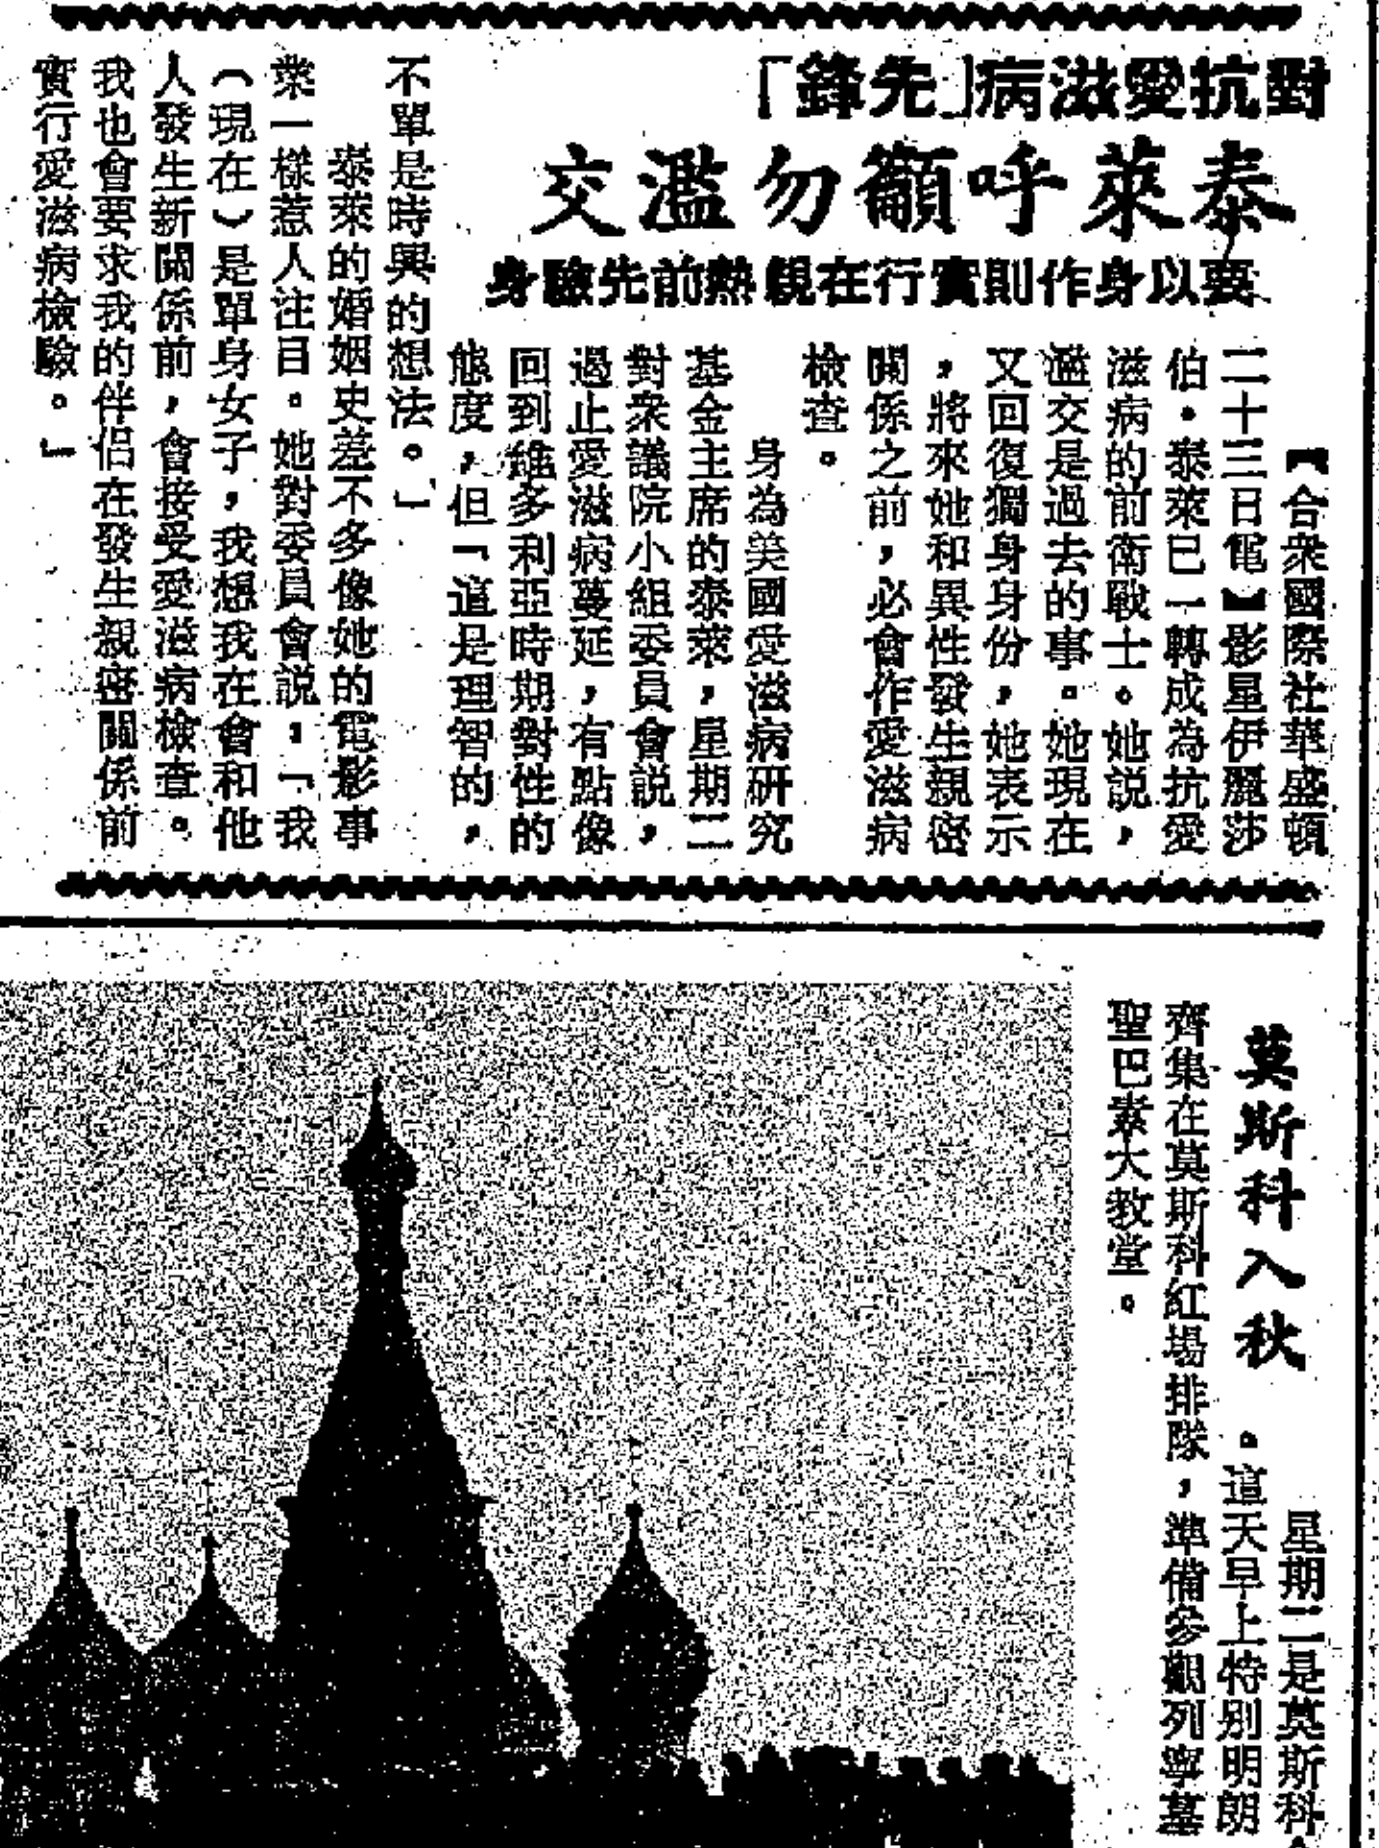 對抗愛滋病「先鋒」
泰萊呼籲勿濫交
要以身作則實行在親熱前先驗身
【合衆國際社華盛頓
二十三日電】影星伊麗莎
伯·泰萊已一轉成為抗愛
滋病的前衛戰士。她説，
濫交是過去的事。她現在
又回復獨身身份，她表示
，將來她和異性發生親密
關係之前，必會作愛滋病
檢查。
身為美國愛滋病研究
基金主席的泰萊，星期二
對衆議院小組委員會説，
遏止愛滋病蔓延，有點像
回到維多利亞時期對性的
態度，但「這是理智的，
不單是時興的想法。」
泰萊的婚姻史差不多像她的電影事
業一樣惹人注目。她對委員會説，「我
（現在）是單身女子，我想我在會和他
人發生新關係前，會接受愛滋病檢查。
我也會要求我的伴侶在發生親密關係前
實行愛滋病檢驗。」
莫斯科入秋
星期二是莫斯科
。這天早上特別明朗
齊集在莫斯科紅場排隊，準備參觀列寧墓
聖巴素大教堂。